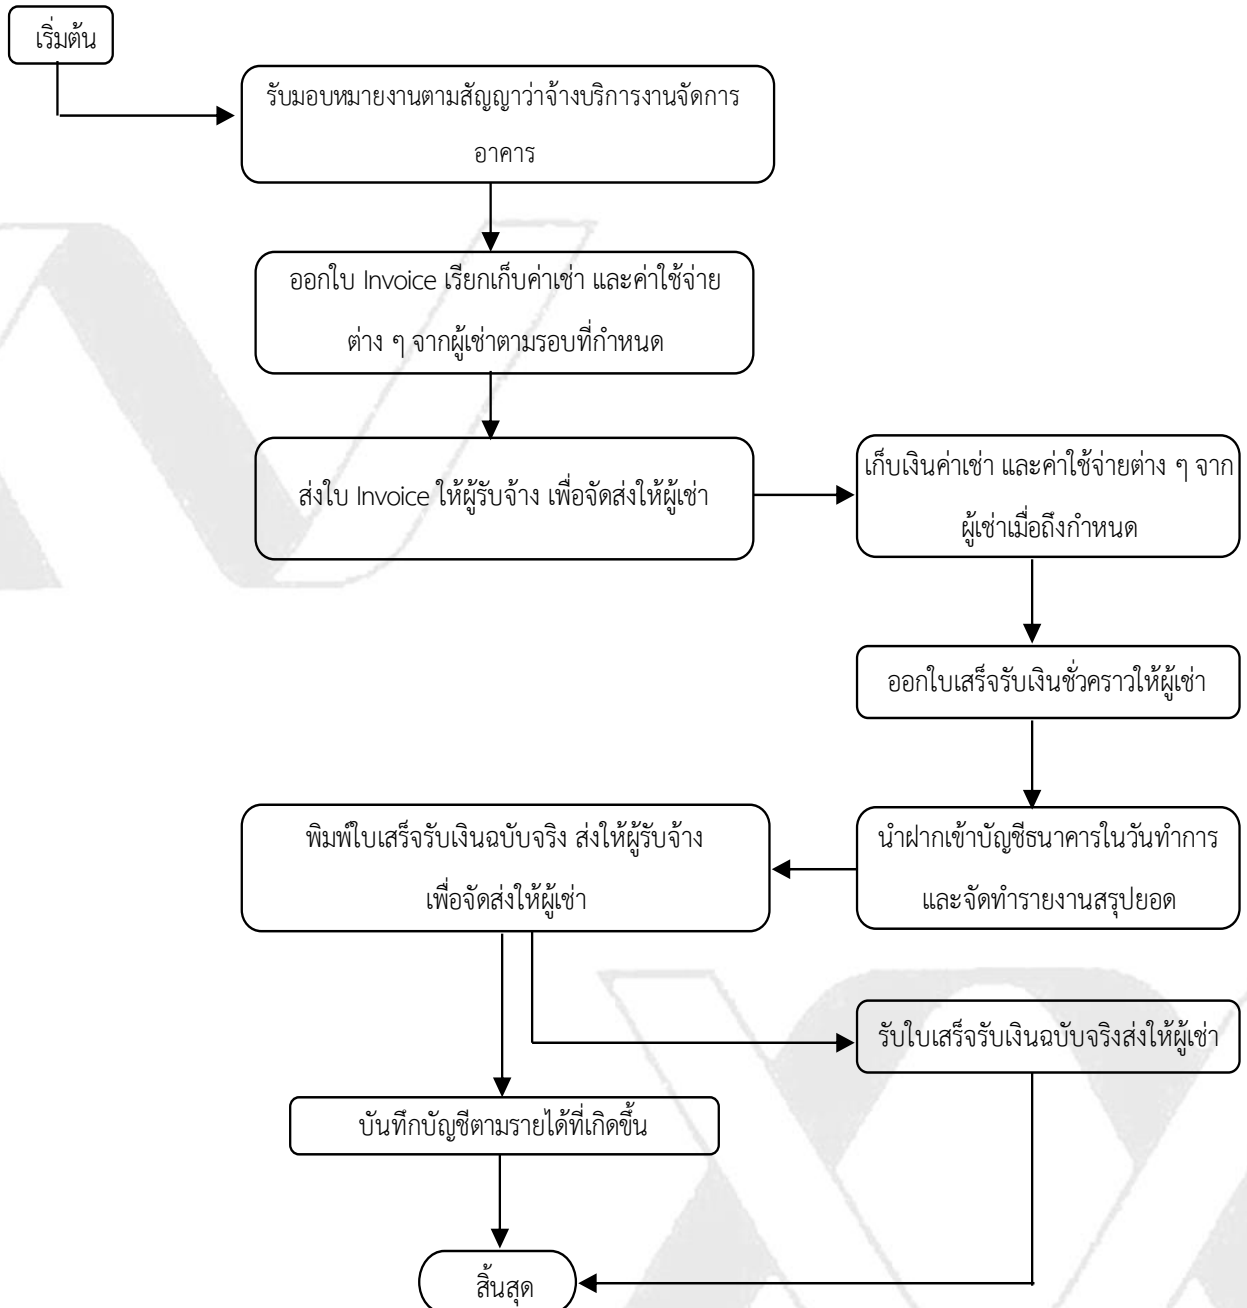 เริ่มต้น
รับมอบหมายงานตามสัญญาว่าจ้างบริการงานจัดการ
อาคาร
ออกใบ Invoice เรียกเก็บค่าเช่า และค่าใช้จ่าย
ต่าง ๆ จากผู้เช่าตามรอบที่กำหนด
ส่งใบ Invoice ให้ผู้รับจ้าง เพื่อจัดส่งให้ผู้เช่า
เก็บเงินค่าเช่า และค่าใช้จ่ายต่าง ๆ จาก
ผู้เช่าเมื่อถึงกำหนด
ออกใบเสร็จรับเงินชั่วคราวให้ผู้เช่า
นำฝากเข้าบัญชีธนาคารในวันทำการ
และจัดทำรายงานสรุปยอด
พิมพ์ใบเสร็จรับเงินฉบับจริง ส่งให้ผู้รับจ้าง
เพื่อจัดส่งให้ผู้เช่า
รับใบเสร็จรับเงินฉบับจริงส่งให้ผู้เช่า
บันทึกบัญชีตามรายได้ที่เกิดขึ้น
สิ้นสุด